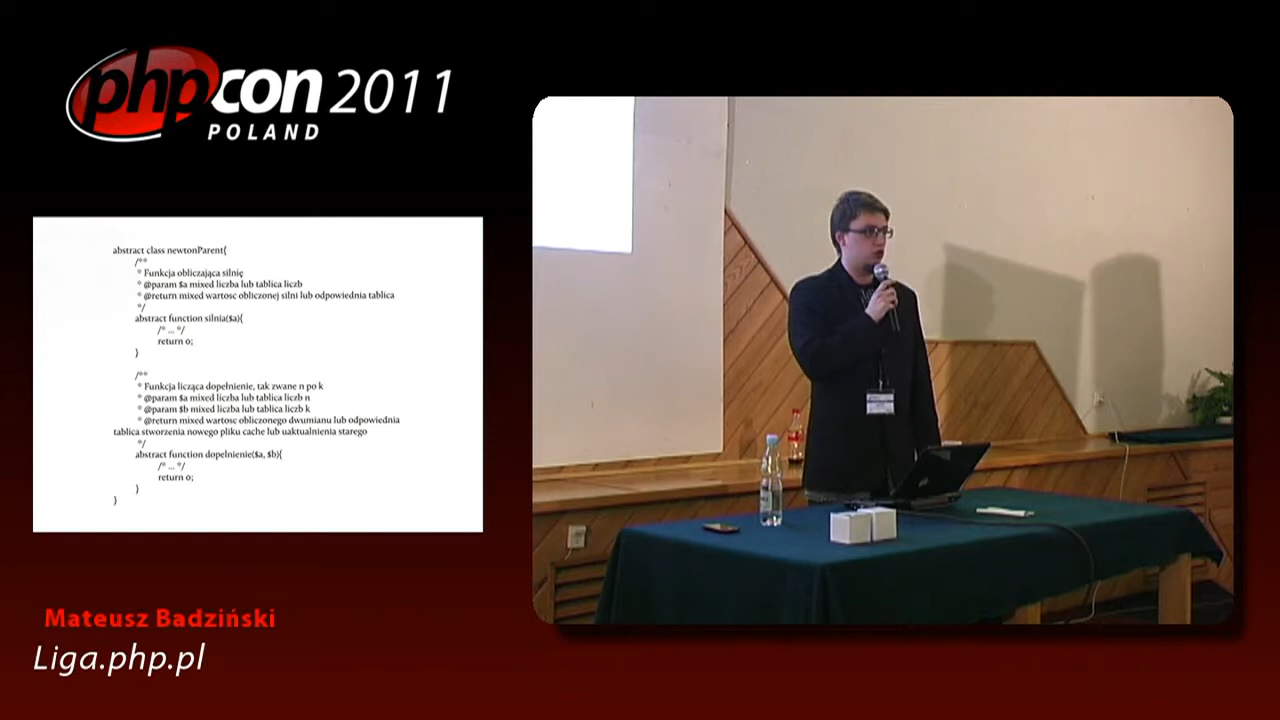 phpcon 2011
POLAND
abstract class newtonParent{
/**
* Funkcja obliczająca silnię
* @param $a mixed liczba lub tablica liczb
* @return mixed wartosc obliczonej silni lub odpowiednia tablica
*/
abstract function silnia($a){
/* ... */
return 0;
}
/**
* Funkcja licząca dopełnienie, tak zwane n po k
* @param $a mixed liczba lub tablica liczb n
* @param $b mixed liczba lub tablica liczb k
* @return mixed wartosc obliczonego dwumianu lub odpowiednia
tablica stworzenia nowego pliku cache lub uaktualnienia starego
*/
abstract function dopelnienie($a, $b){
/* ... */
return 0;
}
}
Mateusz Badziński
Liga.php.pl